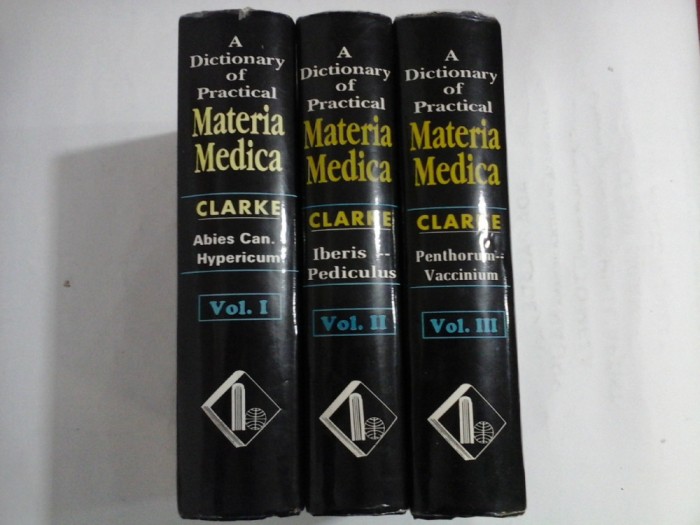 A
Dictionary
of
Practical
Materia
Medica
CLARKE
Abies Can.
Hypericum
Vol. I
A
Dictionary
of
Practical
Materia
Medica
CLARKE
Iberis --
Pediculus
Vol. II
A
Dictionary
of
Practical
Materia
Medica
CLARKE
Penthorum--
Vaccinium
Vol. III